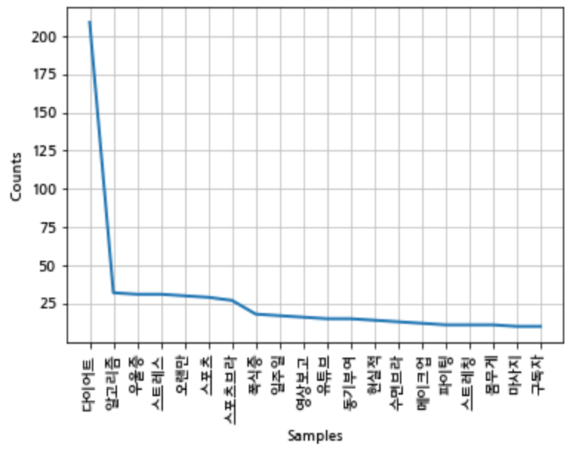 200
175
150
125
100
75
50
25
Counts
다이어트
알고리즘
우울증
스트레스
오랜만
스포츠
스포츠브라
폭식증
일주일
영상보고
유튜브
동기부여
현실적
수면브라
메이크업
파이팅
스트레칭
몸무게
마사지
구독자
Samples